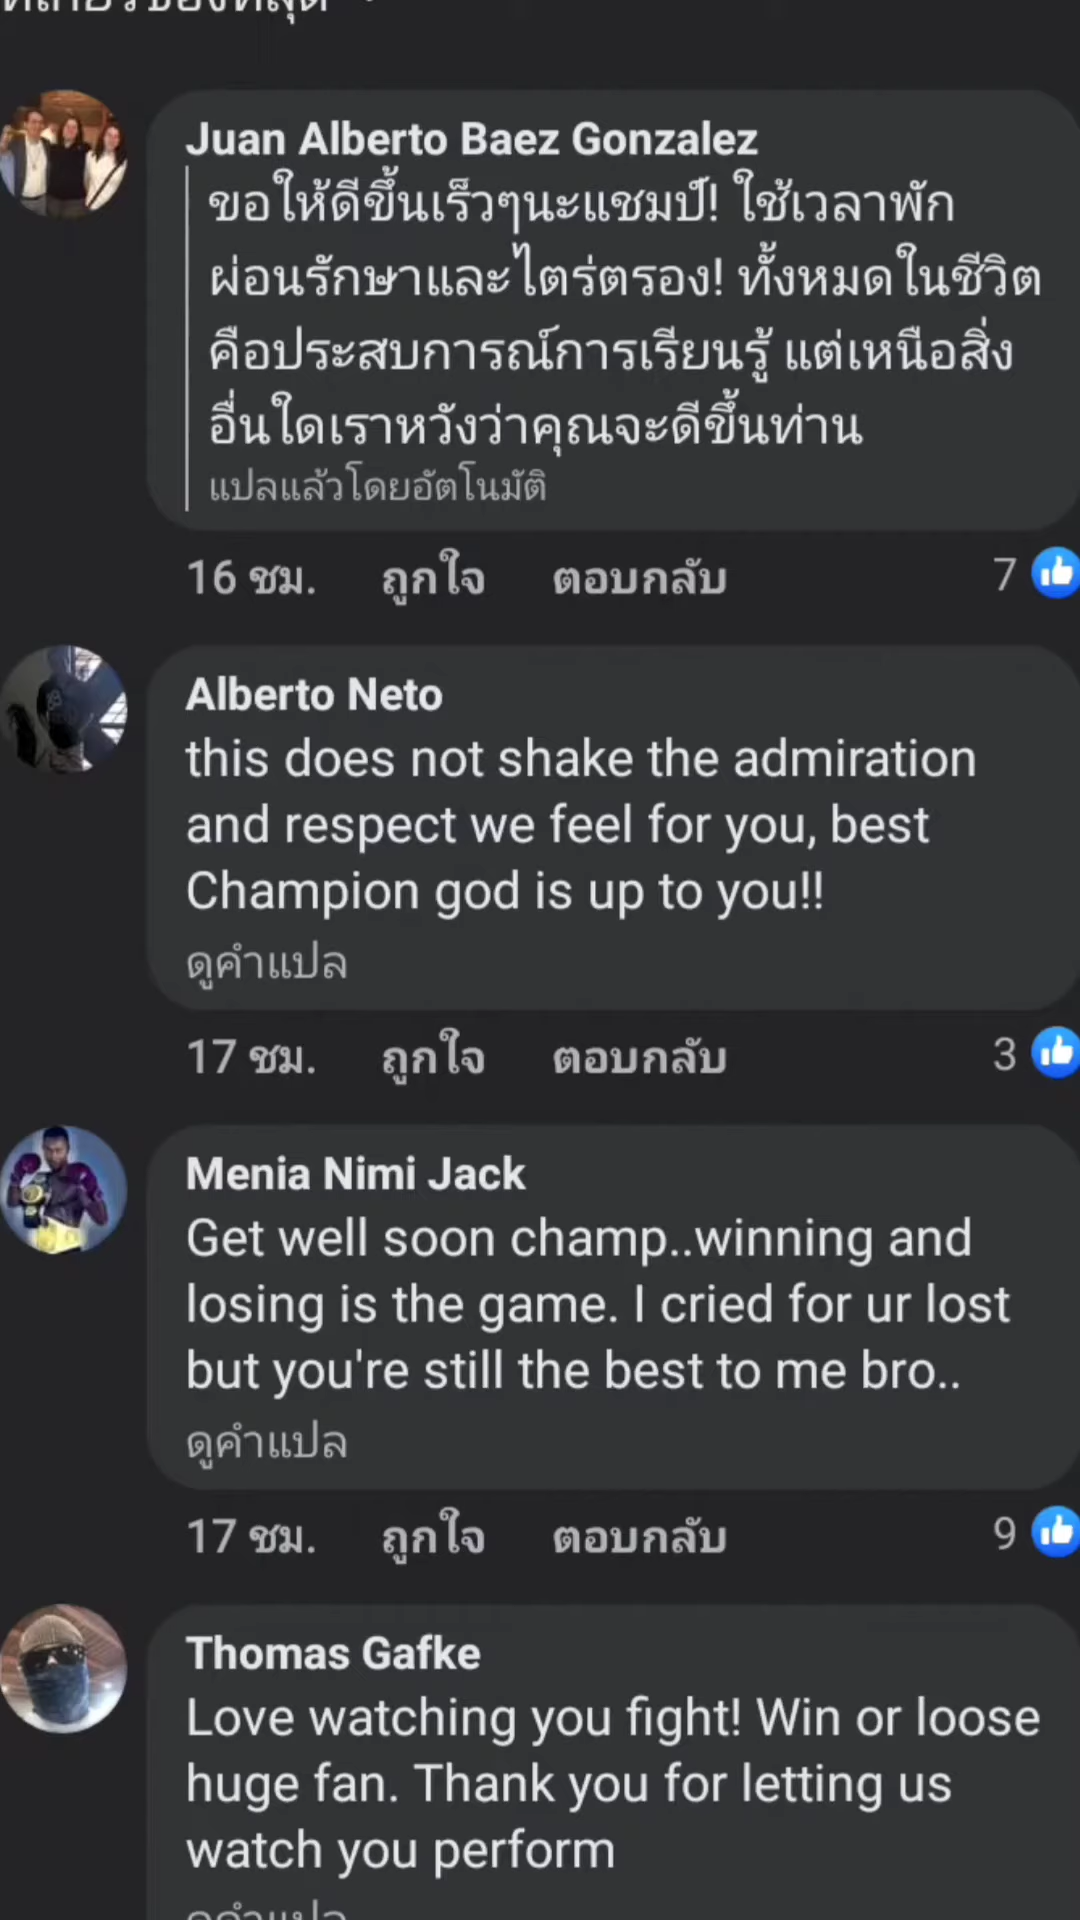 Juan Alberto Baez Gonzalez
ขอให้ดีขึ้นเร็วๆนะแชมป์! ใช้เวลาพัก
ผ่อนรักษาและไตร่ตรอง! ทั้งหมดในชีวิต
คือประสบการณ์การเรียนรู้ แต่เหนือสิ่ง
อื่นใดเราหวังว่าคุณจะดีขึ้นท่าน
แปลแล้วโดยอัตโนมัติ
16 ชม. ถูกใจ ตอบกลับ 7
Alberto Neto
this does not shake the admiration
and respect we feel for you, best
Champion god is up to you!!
ดูคำแปล
17 ชม. ถูกใจ ตอบกลับ 3
Menia Nimi Jack
Get well soon champ..winning and
losing is the game. I cried for ur lost
but you're still the best to me bro..
ดูคำแปล
17 ชม. ถูกใจ ตอบกลับ 9
Thomas Gafke
Love watching you fight! Win or loose
huge fan. Thank you for letting us
watch you perform
ดูคำแปล